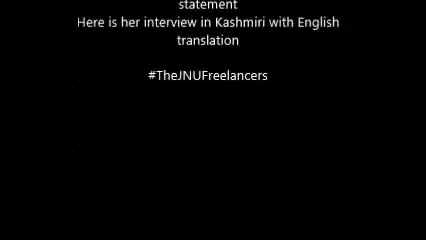 statement
Here is her interview in Kashmiri with English
translation
#TheJNUFreelancers